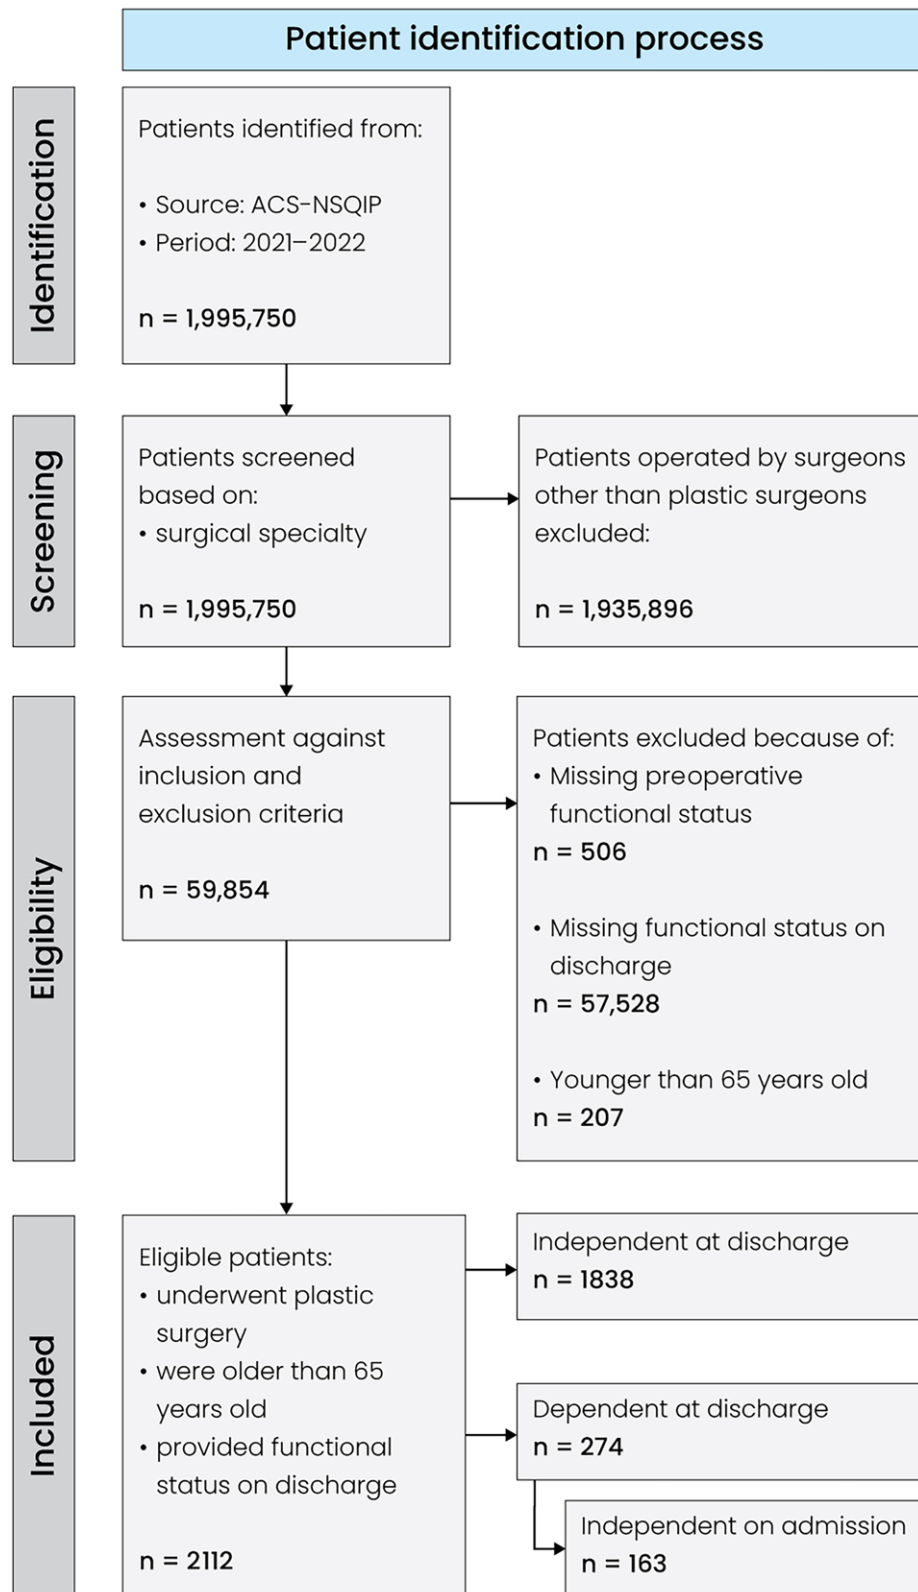 Patient identification process
Identification
Patients identified from:
• Source: ACS-NSQIP
• Period: 2021–2022
n = 1,995,750
Screening
Patients screened
based on:
• surgical specialty
n = 1,995,750
Patients operated by surgeons
other than plastic surgeons
excluded:
n = 1,935,896
Eligibility
Assessment against
inclusion and
exclusion criteria
n = 59,854
Patients excluded because of:
• Missing preoperative
functional status
n = 506
• Missing functional status on
discharge
n = 57,528
• Younger than 65 years old
n = 207
Included
Eligible patients:
• underwent plastic
surgery
• were older than 65
years old
• provided functional
status on discharge
n = 2112
Independent at discharge
n = 1838
Dependent at discharge
n = 274
Independent on admission
n = 163